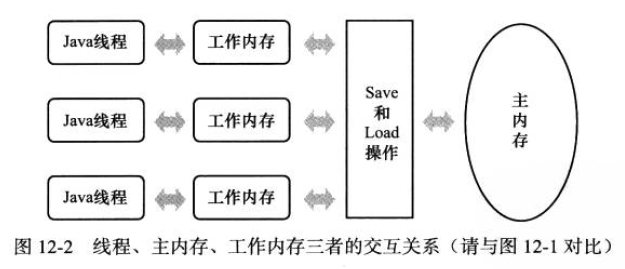 Java线程
工作内存
Java线程
工作内存
Java线程
工作内存
Save
和
Load
操作
主
内
存
图 12-2 线程、主内存、工作内存三者的交互关系（请与图 12-1 对比）